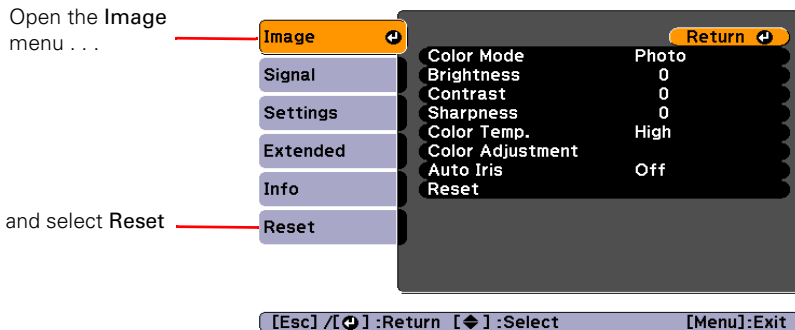 Open the Image
menu . . .
and select Reset
Image
Signal
Settings
Extended
Info
Reset
Return
Color Mode Photo
Brightness 0
Contrast 0
Sharpness 0
Color Temp. High
Color Adjustment
Auto Iris Off
Reset
[Esc] /[ ] :Return [ ] :Select [Menu]:Exit